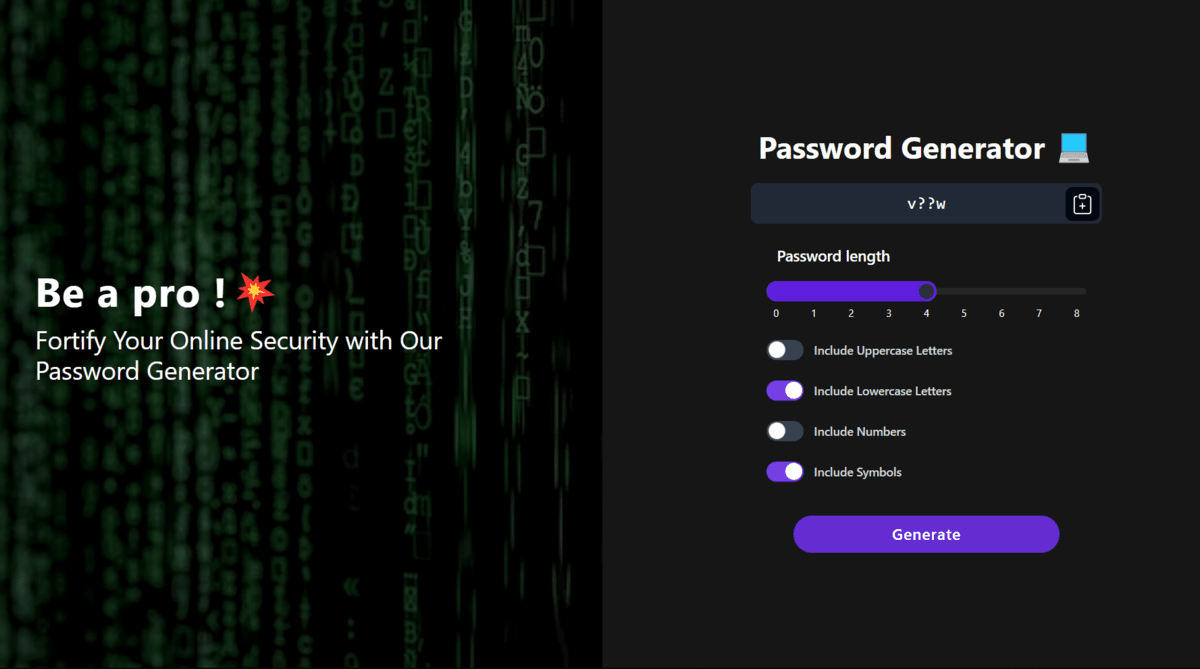 Be a pro ! 💥
Fortify Your Online Security with Our
Password Generator
Password Generator 💻
v??w
Password length
0 1 2 3 4 5 6 7 8
Include Uppercase Letters
Include Lowercase Letters
Include Numbers
Include Symbols
Generate